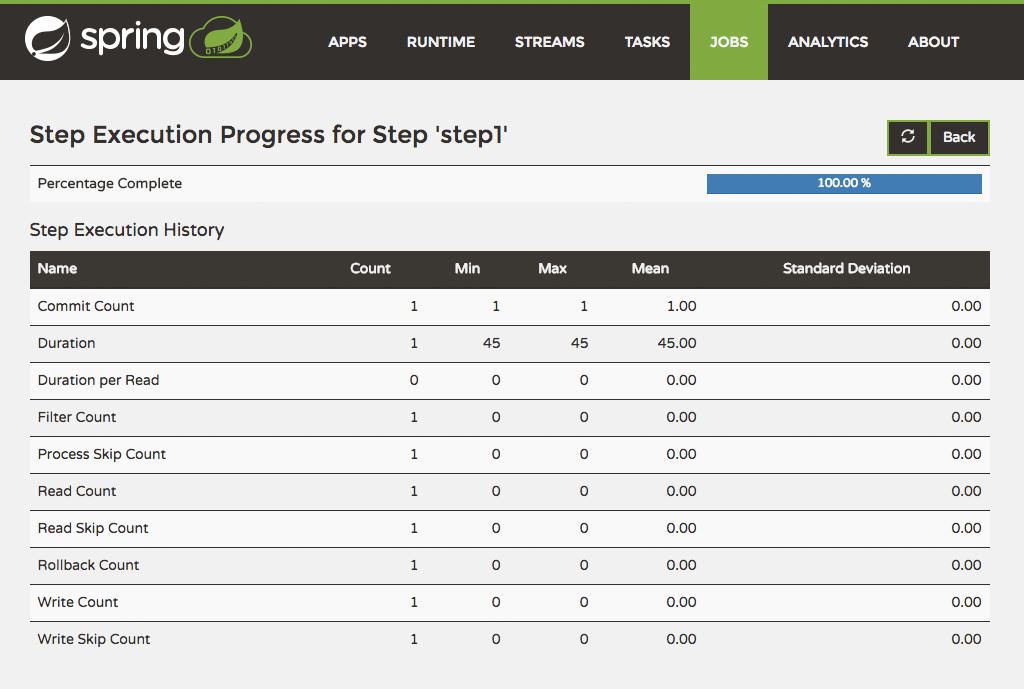 spring
APPS RUNTIME STREAMS TASKS JOBS ANALYTICS ABOUT
Step Execution Progress for Step 'step1'
Back
Percentage Complete 100.00 %
Step Execution History
Name Count Min Max Mean Standard Deviation
Commit Count 1 1 1 1.00 0.00
Duration 1 45 45 45.00 0.00
Duration per Read 0 0 0 0.00 0.00
Filter Count 1 0 0 0.00 0.00
Process Skip Count 1 0 0 0.00 0.00
Read Count 1 0 0 0.00 0.00
Read Skip Count 1 0 0 0.00 0.00
Rollback Count 1 0 0 0.00 0.00
Write Count 1 0 0 0.00 0.00
Write Skip Count 1 0 0 0.00 0.00